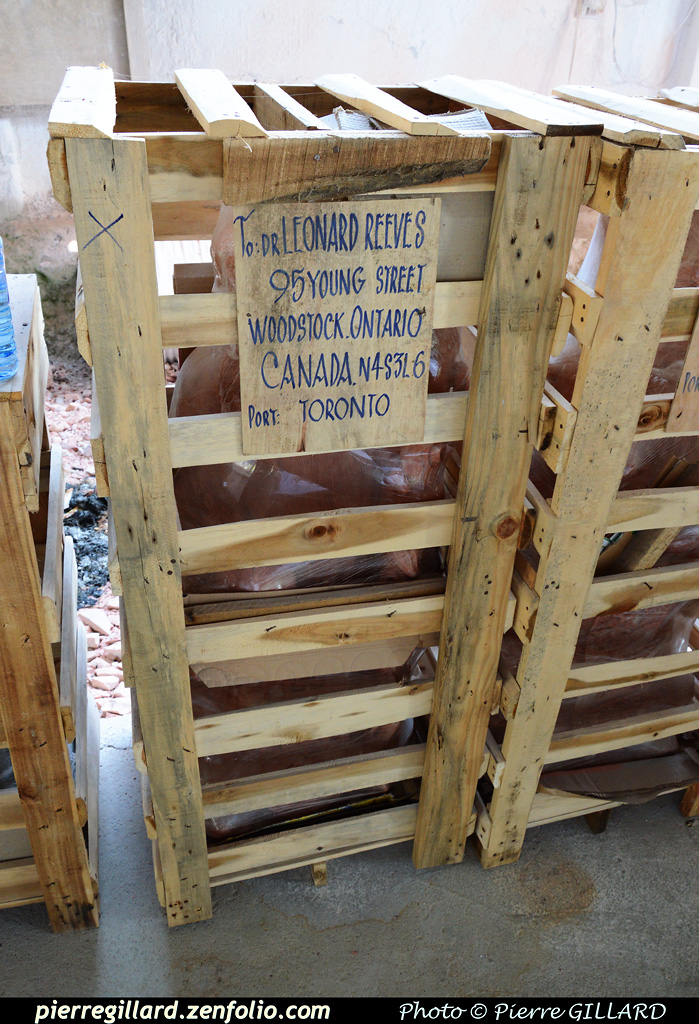 To: DR LEONARD REEVES
95 YOUNG STREET
WOODSTOCK. ONTARIO
CANADA. N4S3L6
PORT: TORONTO
pierregillard.zenfolio.com
Photo © Pierre GILLARD